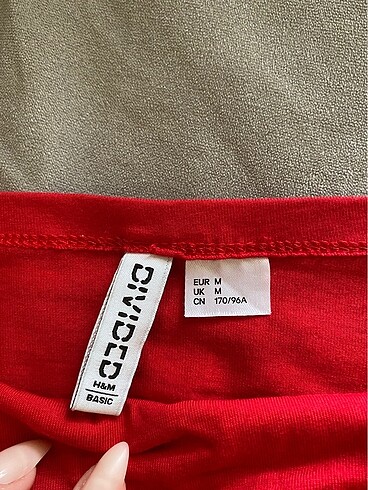 DIVIDED
H&M
BASIC
EUR M
UK M
CN 170/96A